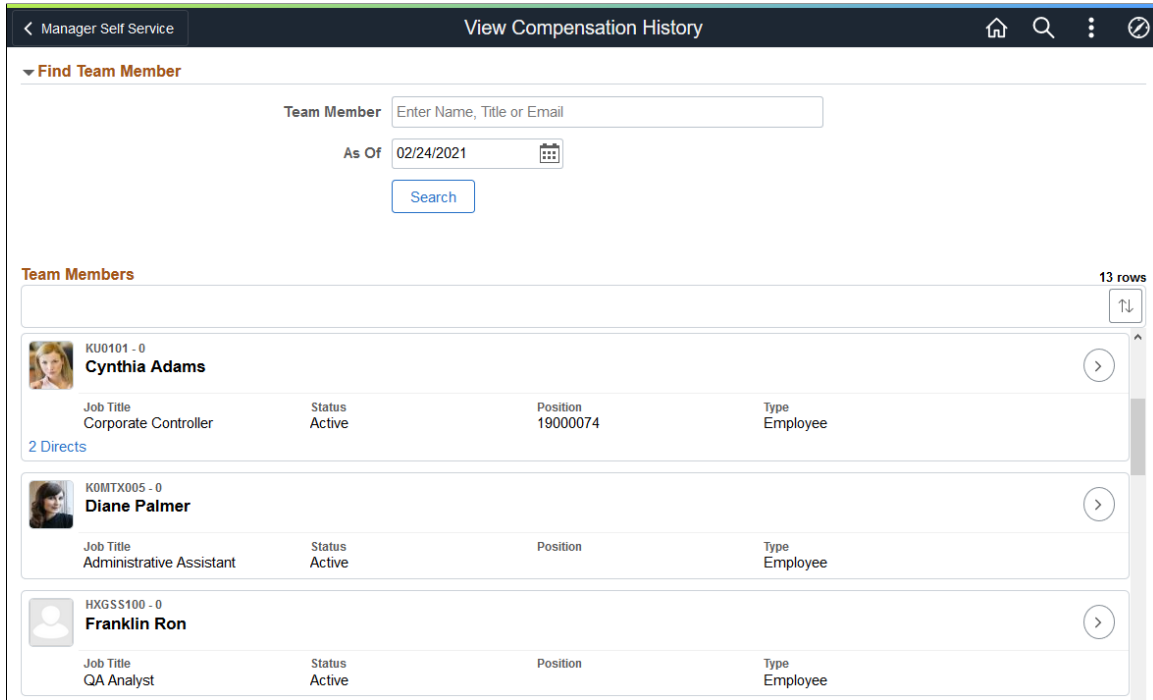 Manager Self Service View Compensation History
Find Team Member
Team Member Enter Name, Title or Email
As Of 02/24/2021
Search
Team Members 13 rows
KU0101 - 0
Cynthia Adams
Job Title Status Position Type
Corporate Controller Active 19000074 Employee
2 Directs
K0MTX005 - 0
Diane Palmer
Job Title Status Position Type
Administrative Assistant Active Employee
HXGSS100 - 0
Franklin Ron
Job Title Status Position Type
QA Analyst Active Employee